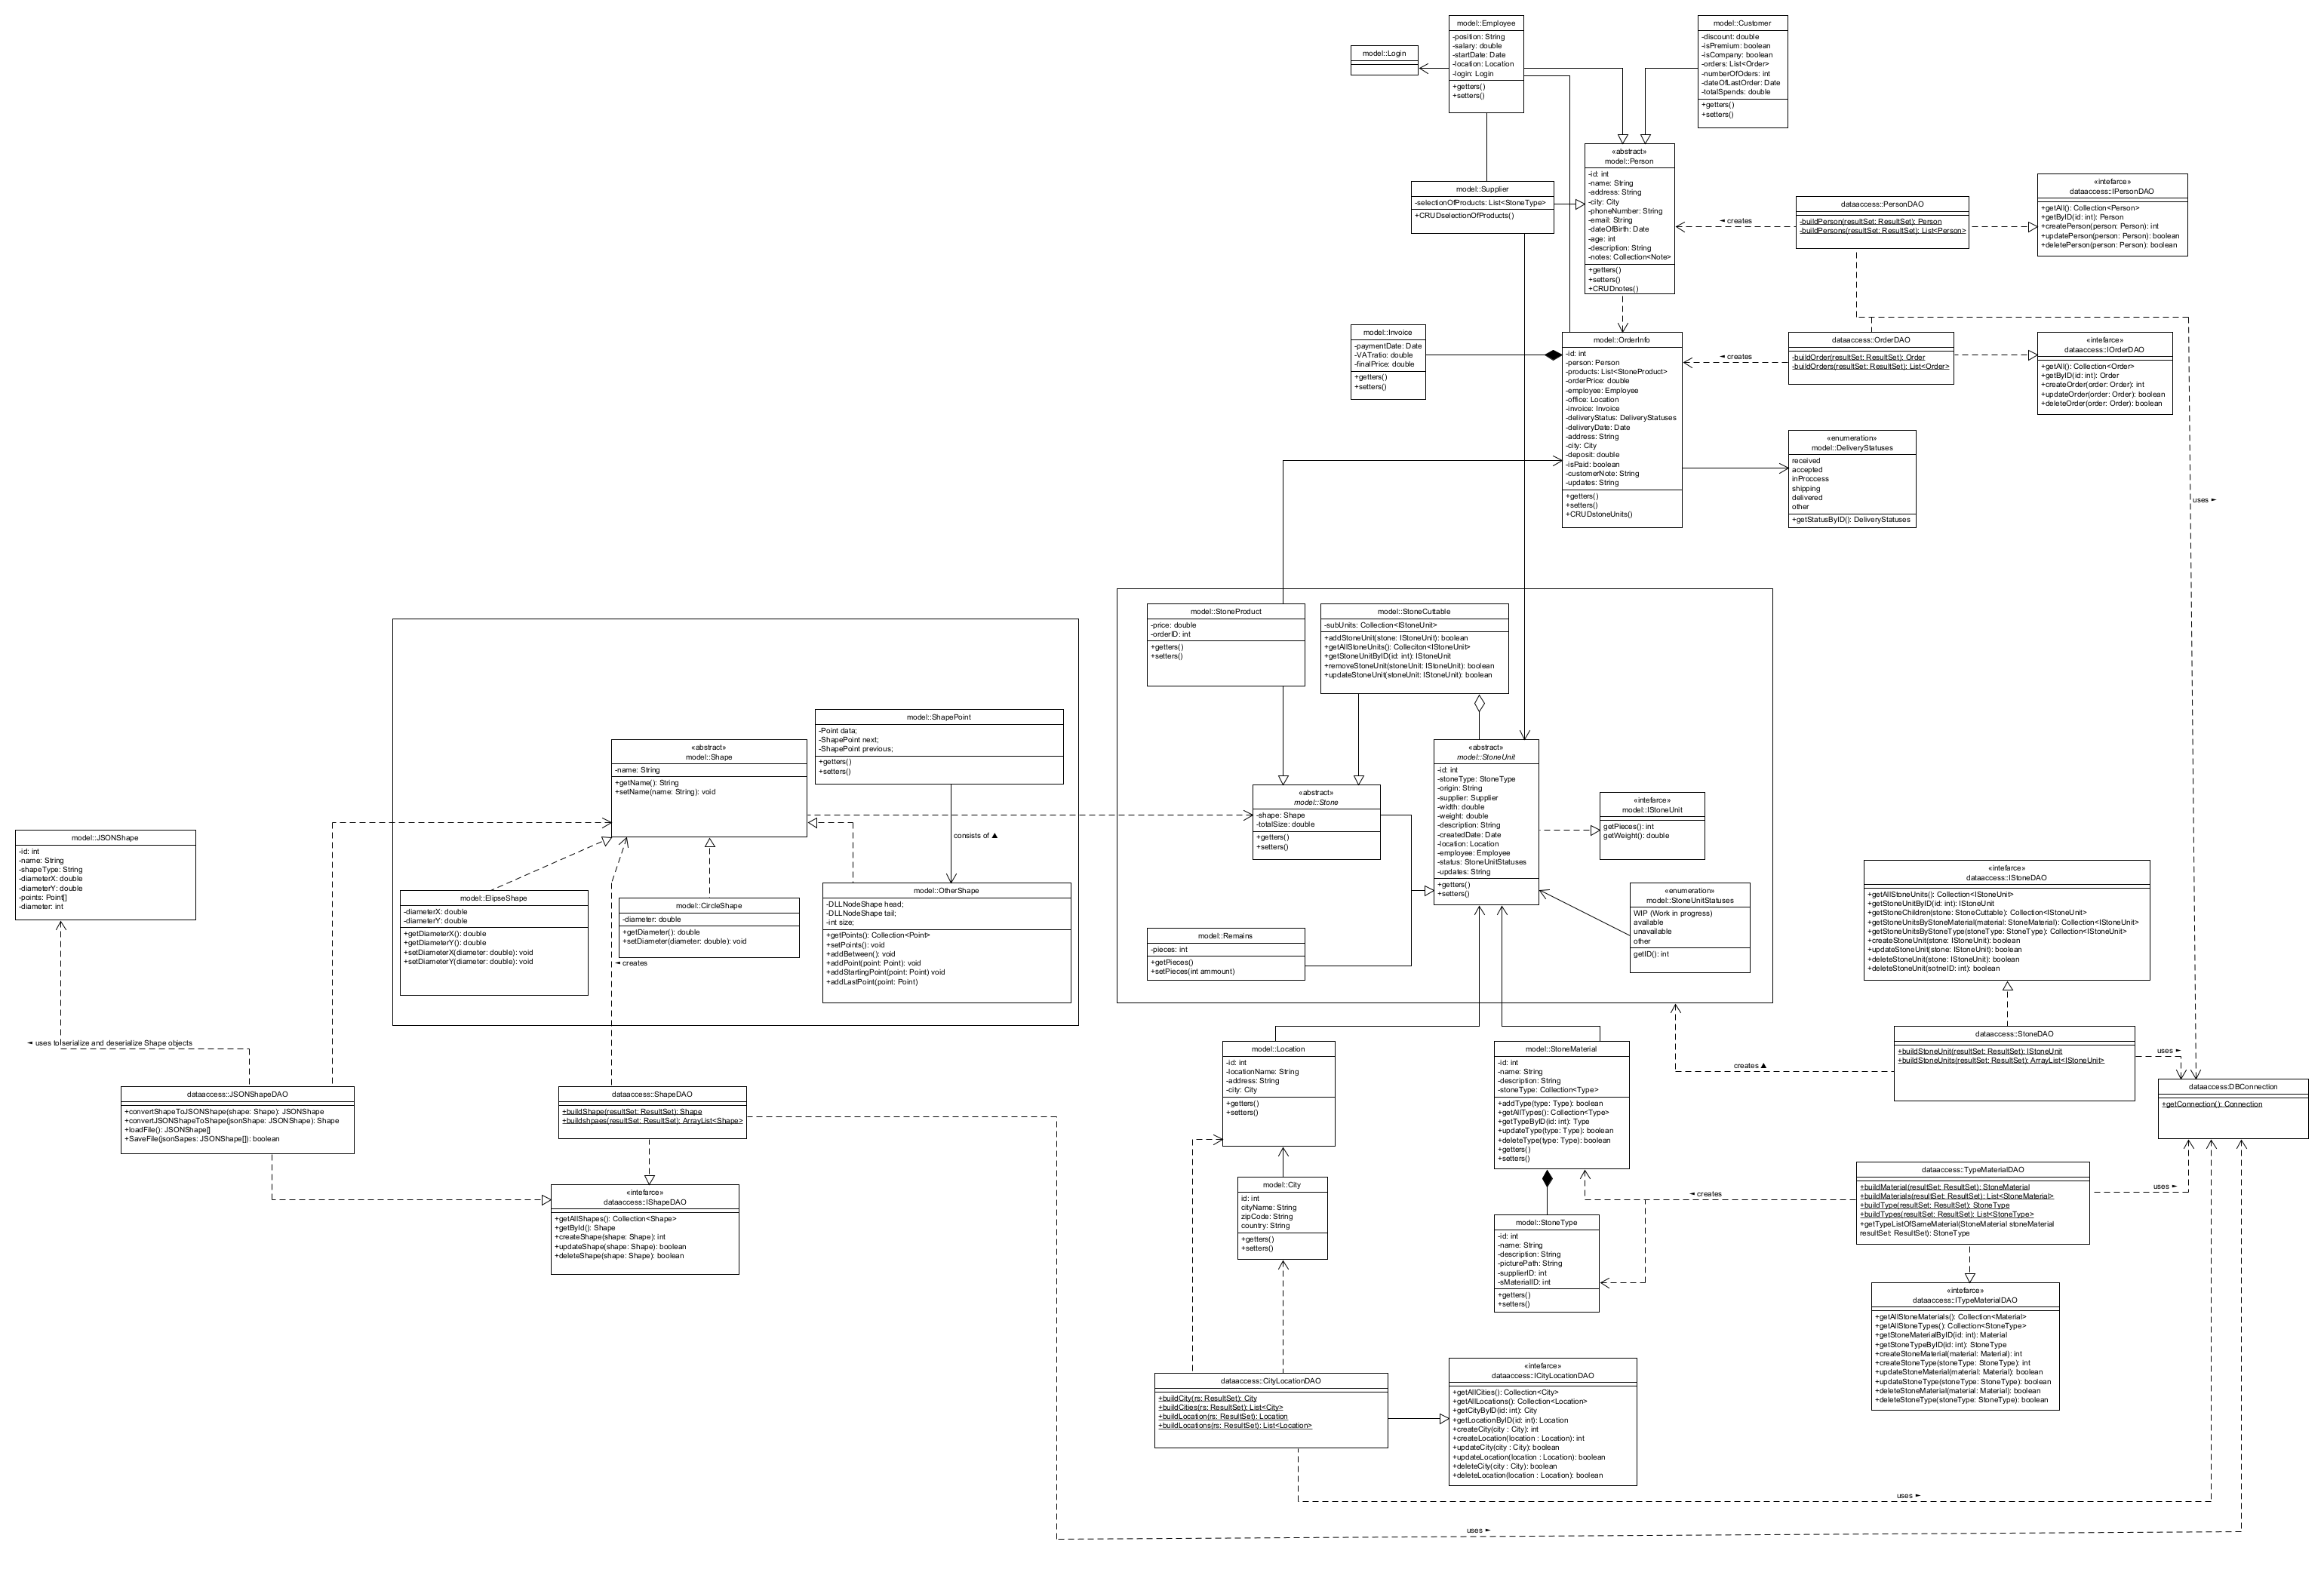 model::Employee
-position: String
-salary: double
-startDate: Date
-location: Location
-login: Login
+getters()
+setters()
model::Customer
-discount: double
-isPremium: boolean
-isCompany: boolean
-orders: List<Order>
-numberOfOders: int
-dateOfLastOrder: Date
-totalSpends: double
+getters()
+setters()
model::Login
«abstract»
model::Person
-id: int
-name: String
-address: String
-city: City
-phoneNumber: String
-email: String
-dateOfBirth: Date
-age: int
-description: String
-notes: Collection<Note>
+getters()
+setters()
+CRUDnotes()
model::Supplier
-selectionOfProducts: List<StoneType>
+CRUDselectionOfProducts()
◄ creates
dataaccess::PersonDAO
-buildPerson(resultSet: ResultSet): Person
-buildPersons(resultSet: ResultSet): List<Person>
«intefarce»
dataaccess::IPersonDAO
+getAll(): Collection<Person>
+getByID(id: int): Person
+createPerson(person: Person): int
+updatePerson(person: Person): boolean
+deletePerson(person: Person): boolean
model::Invoice
-paymentDate: Date
-VATratio: double
-finalPrice: double
+getters()
+setters()
model::OrderInfo
-id: int
-person: Person
-products: List<StoneProduct>
-orderPrice: double
-employee: Employee
-office: Location
-invoice: Invoice
-deliveryStatus: DeliveryStatuses
-deliveryDate: Date
-address: String
-city: City
-deposit: double
-isPaid: boolean
-customerNote: String
-updates: String
+getters()
+setters()
+CRUDstoneUnits()
◄ creates
dataaccess::OrderDAO
-buildOrder(resultSet: ResultSet): Order
-buildOrders(resultSet: ResultSet): List<Order>
«intefarce»
dataaccess::IOrderDAO
+getAll(): Collection<Order>
+getByID(id: int): Order
+createOrder(order: Order): int
+updateOrder(order: Order): boolean
+deleteOrder(order: Order): boolean
«enumeration»
model::DeliveryStatuses
received
accepted
inProccess
shipping
delivered
other
+getStatusByID(): DeliveryStatuses
uses ►
model::StoneProduct
-price: double
-orderID: int
+getters()
+setters()
model::StoneCuttable
-subUnits: Collection<IStoneUnit>
+addStoneUnit(stone: IStoneUnit): boolean
+getAllStoneUnits(): Colleciton<IStoneUnit>
+getStoneUnitByID(id: int): IStoneUnit
+removeStoneUnit(stoneUnit: IStoneUnit): boolean
+updateStoneUnit(stoneUnit: IStoneUnit): boolean
model::ShapePoint
-Point data;
-ShapePoint next;
-ShapePoint previous;
+getters()
+setters()
«abstract»
model::Shape
-name: String
+getName(): String
+setName(name: String): void
«abstract»
model::Stone
-shape: Shape
-totalSize: double
+getters()
+setters()
«abstract»
model::StoneUnit
-id: int
-stoneType: StoneType
-origin: String
-supplier: Supplier
-width: double
-weight: double
-description: String
-createdDate: Date
-location: Location
-employee: Employee
-status: StoneUnitStatuses
-updates: String
+getters()
+setters()
«intefarce»
model::IStoneUnit
getPieces(): int
getWeight(): double
consists of ▲
model::JSONShape
-id: int
-name: String
-shapeType: String
-diameterX: double
-diameterY: double
-points: Point[]
-diameter: int
model::ElipseShape
-diameterX: double
-diameterY: double
+getDiameterX(): double
+getDiameterY(): double
+setDiameterX(diameter: double): void
+setDiameterY(diameter: double): void
model::CircleShape
-diameter: double
+getDiameter(): double
+setDiameter(diameter: double): void
◄ creates
model::OtherShape
-DLLNodeShape head;
-DLLNodeShape tail;
-int size;
+getPoints(): Collection<Point>
+setPoints(): void
+addBetween(): void
+addPoint(point: Point): void
+addStartingPoint(point: Point) void
+addLastPoint(point: Point)
model::Remains
-pieces: int
+getPieces()
+setPieces(int ammount)
«enumeration»
model::StoneUnitStatuses
WIP (Work in progress)
available
unavailable
other
getID(): int
«intefarce»
dataaccess::IStoneDAO
+getAllStoneUnits(): Collection<IStoneUnit>
+getStoneUnitByID(id: int): IStoneUnit
+getStoneChildren(stone: StoneCuttable): Collection<IStoneUnit>
+getStoneUnitsByStoneMaterial(material: StoneMaterial): Collection<IStoneUnit>
+getStoneUnitsByStoneType(stoneType: StoneType): Collection<IStoneUnit>
+createStoneUnit(stone: IStoneUnit): boolean
+updateStoneUnit(stone: IStoneUnit): boolean
+deleteStoneUnit(stone: IStoneUnit): boolean
+deleteStoneUnit(sotneID: int): boolean
◄ uses to serialize and deserialize Shape objects
dataaccess::StoneDAO
+buildStoneUnit(resultSet: ResultSet): IStoneUnit
+buildStoneUnits(resultSet: ResultSet): ArrayList<IStoneUnit>
uses ►
creates ▲
model::Location
-id: int
-locationName: String
-address: String
-city: City
+getters()
+setters()
model::StoneMaterial
-id: int
-name: String
-description: String
-stoneType: Collection<Type>
+addType(type: Type): boolean
+getAllTypes(): Collection<Type>
+getTypeByID(id: int): Type
+updateType(type: Type): boolean
+deleteType(type: Type): boolean
+getters()
+setters()
dataaccess:DBConnection
+getConnection(): Connection
dataaccess::JSONShapeDAO
+convertShapeToJSONShape(shape: Shape): JSONShape
+convertJSONShapeToShape(jsonShape: JSONShape): Shape
+loadFile(): JSONShape[]
+SaveFile(jsonSapes: JSONShape[]): boolean
dataaccess::ShapeDAO
+buildShape(resultSet: ResultSet): Shape
+buildshpaes(resultSet: ResultSet): ArrayList<Shape>
«intefarce»
dataaccess::IShapeDAO
+getAllShapes(): Collection<Shape>
+getById(): Shape
+createShape(shape: Shape): int
+updateShape(shape: Shape): boolean
+deleteShape(shape: Shape): boolean
model::City
id: int
cityName: String
zipCode: String
country: String
+getters()
+setters()
◄ creates
dataaccess::TypeMaterialDAO
+buildMaterial(resultSet: ResultSet): StoneMaterial
+buildMaterials(resultSet: ResultSet): List<StoneMaterial>
+buildType(resultSet: ResultSet): StoneType
+buildTypes(resultSet: ResultSet): List<StoneType>
+getTypeListOfSameMaterial(StoneMaterial stoneMaterial
resultSet: ResultSet): StoneType
uses ►
model::StoneType
-id: int
-name: String
-description: String
-picturePath: String
-supplierID: int
-sMaterialID: int
+getters()
+setters()
«intefarce»
dataaccess::ITypeMaterialDAO
+getAllStoneMaterials(): Collection<Material>
+getAllStoneTypes(): Collection<StoneType>
+getStoneMaterialByID(id: int): Material
+getStoneTypeByID(id: int): StoneType
+createStoneMaterial(material: Material): int
+createStoneType(stoneType: StoneType): int
+updateStoneMaterial(material: Material): boolean
+updateStoneType(stoneType: StoneType): boolean
+deleteStoneMaterial(material: Material): boolean
+deleteStoneType(stoneType: StoneType): boolean
dataaccess::CityLocationDAO
+buildCity(rs: ResultSet): City
+buildCities(rs: ResultSet): List<City>
+buildLocation(rs: ResultSet): Location
+buildLocations(rs: ResultSet): List<Location>
«intefarce»
dataaccess::ICityLocationDAO
+getAllCities(): Collection<City>
+getAllLocations(): Collection<Location>
+getCityByID(id: int): City
+getLocationByID(id: int): Location
+createCity(city : City): int
+createLocation(location : Location): int
+updateCity(city : City): boolean
+updateLocation(location : Location): boolean
+deleteCity(city : City): boolean
+deleteLocation(location : Location): boolean
uses ►
uses ►